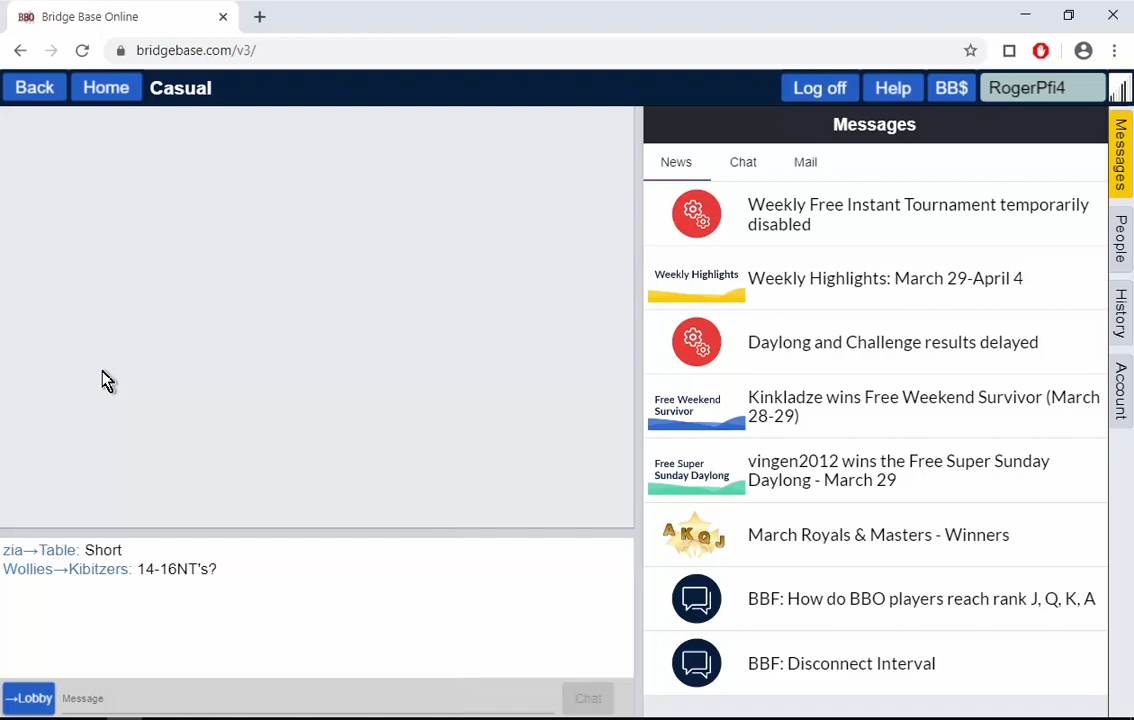 BBO Bridge Base Online
bridgebase.com/v3/
Back Home Casual Log off Help BB$ RogerPfi4
Messages
News Chat Mail
Weekly Free Instant Tournament temporarily
disabled
Weekly Highlights
Weekly Highlights: March 29-April 4
Daylong and Challenge results delayed
Free Weekend
Survivor
Kinkladze wins Free Weekend Survivor (March
28-29)
Free Super
Sunday Daylong
vingen2012 wins the Free Super Sunday
Daylong - March 29
A K Q J
March Royals & Masters - Winners
BBF: How do BBO players reach rank J, Q, K, A
BBF: Disconnect Interval
Messages
People
History
Account
zia→Table: Short
Wollies→Kibitzers: 14-16NT's?
→Lobby Message Chat